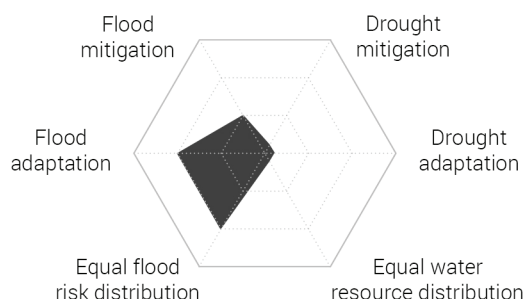 Flood
mitigation
Drought
mitigation
Flood
adaptation
Drought
adaptation
Equal flood
risk distribution
Equal water
resource distribution